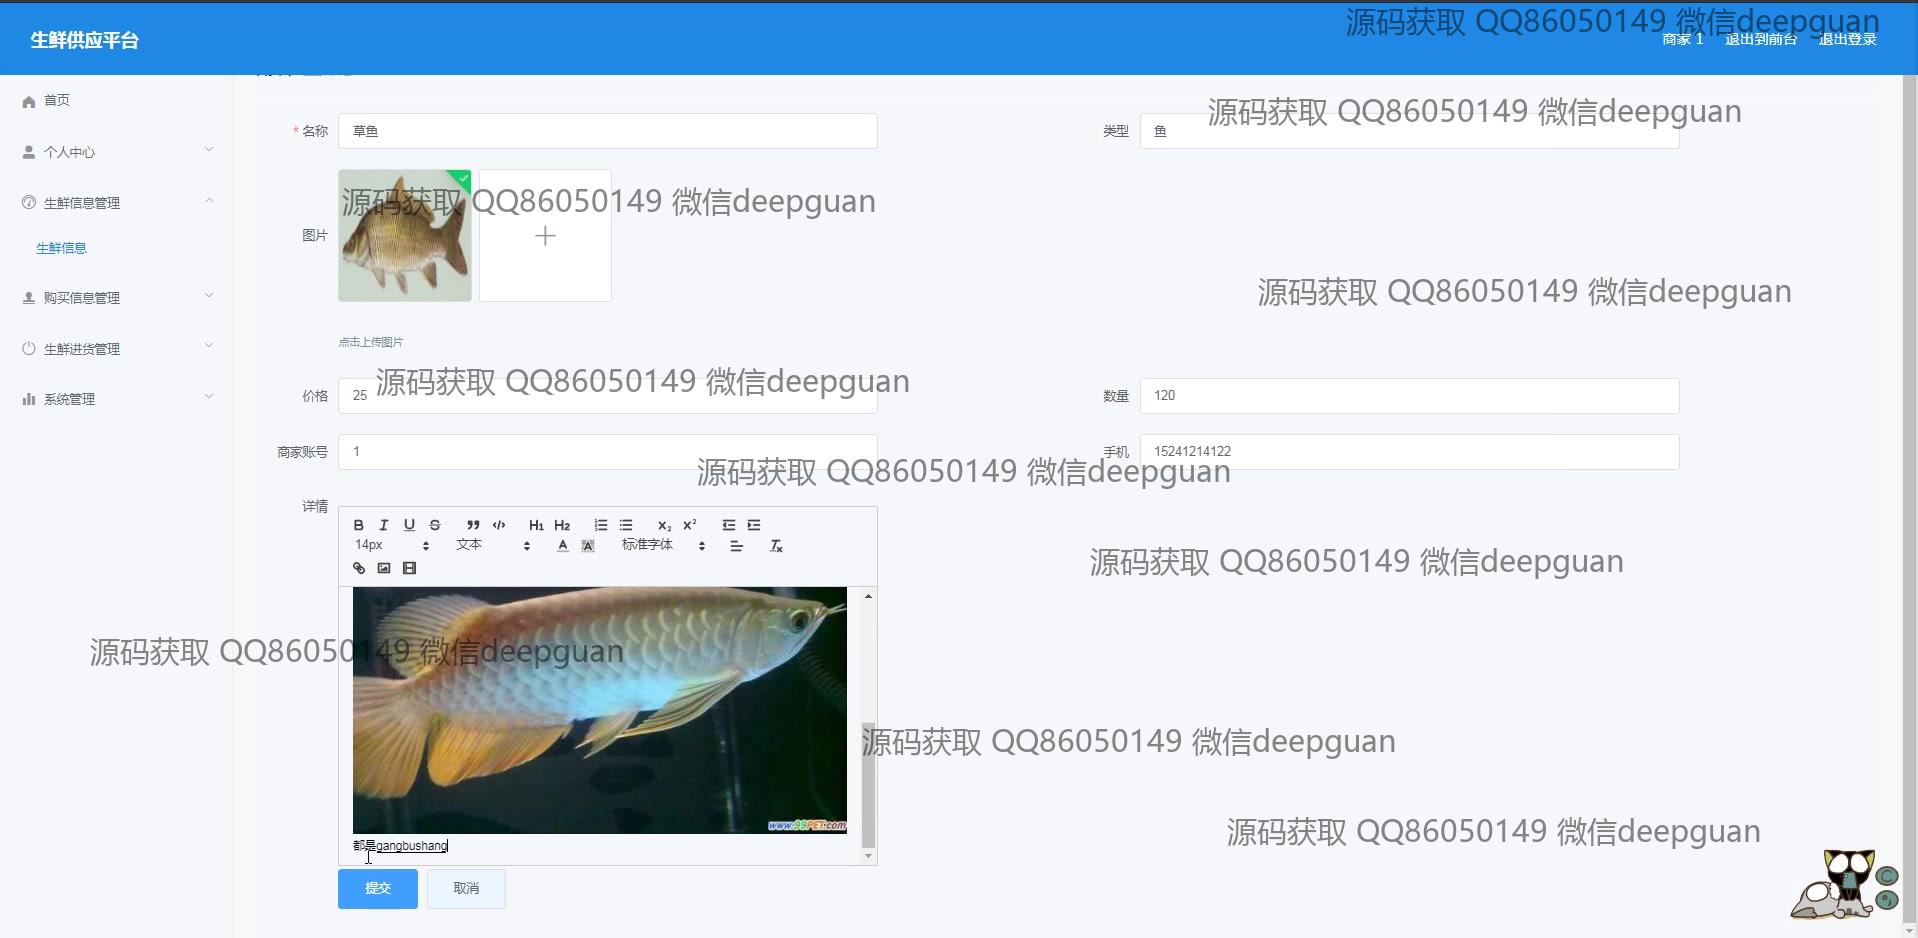 生鲜供应平台
源码获取 QQ86050149 微信deepguan
商家 1 退出到前台 退出登录
首页
个人中心
生鲜信息管理
生鲜信息
购买信息管理
生鲜进货管理
系统管理
* 名称 草鱼
类型 鱼
源码获取 QQ86050149 微信deepguan
图片
源码获取 QQ86050149 微信deepguan
源码获取 QQ86050149 微信deepguan
点击上传图片
价格 25
源码获取 QQ86050149 微信deepguan
数量 120
商家账号 1
手机 15241214122
源码获取 QQ86050149 微信deepguan
详情
B I U S H1 H2 X2 X2
14px 文本 A A 标准字体 Tx
源码获取 QQ86050149 微信deepguan
源码获取 QQ86050149 微信deepguan
源码获取 QQ86050149 微信deepguan
www.99PET.com
源码获取 QQ86050149 微信deepguan
都是gangbushang
提交 取消
C